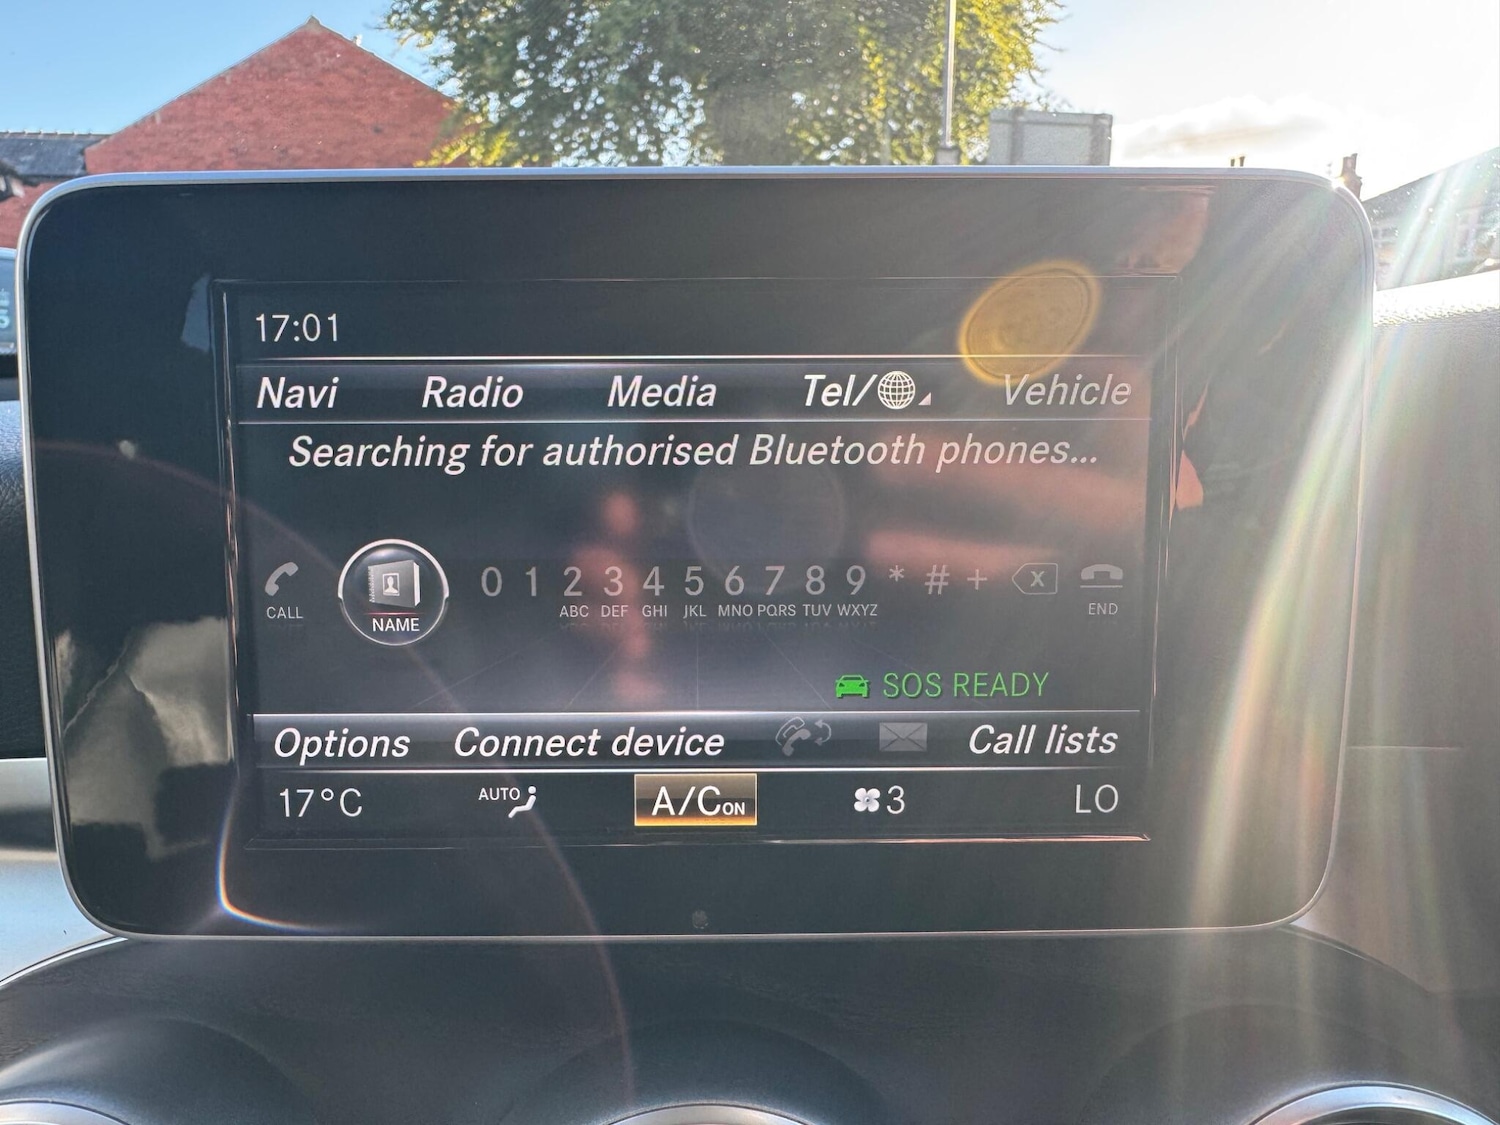 17:01
Navi Radio Media Tel/ Vehicle
Searching for authorised Bluetooth phones...
CALL NAME 0 1 2 3 4 5 6 7 8 9 * # + X END
ABC DEF GHI JKL MNO PQRS TUV WXYZ
SOS READY
Options Connect device Call lists
17°C AUTO A/C ON 3 LO